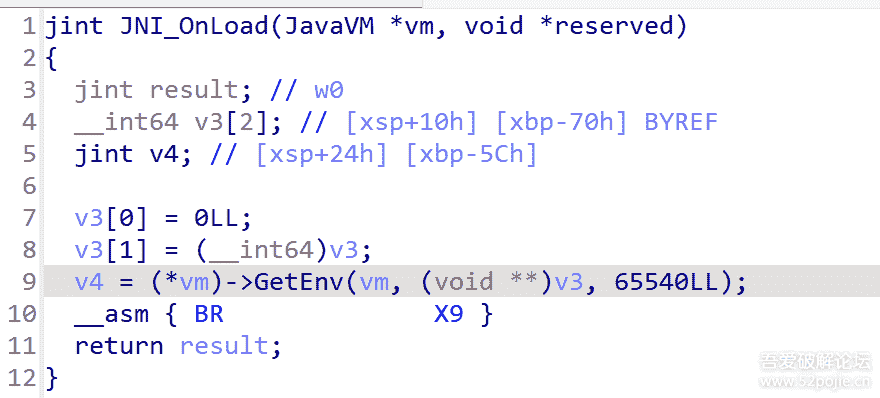 1 jint JNI_OnLoad(JavaVM *vm, void *reserved)
2 {
3 jint result; // w0
4 __int64 v3[2]; // [xsp+10h] [xbp-70h] BYREF
5 jint v4; // [xsp+24h] [xbp-5Ch]
6
7 v3[0] = 0LL;
8 v3[1] = (__int64)v3;
9 v4 = (*vm)->GetEnv(vm, (void **)v3, 65540LL);
10 __asm { BR X9 }
11 return result;
12 }
吾爱破解论坛
www.52pojie.cn